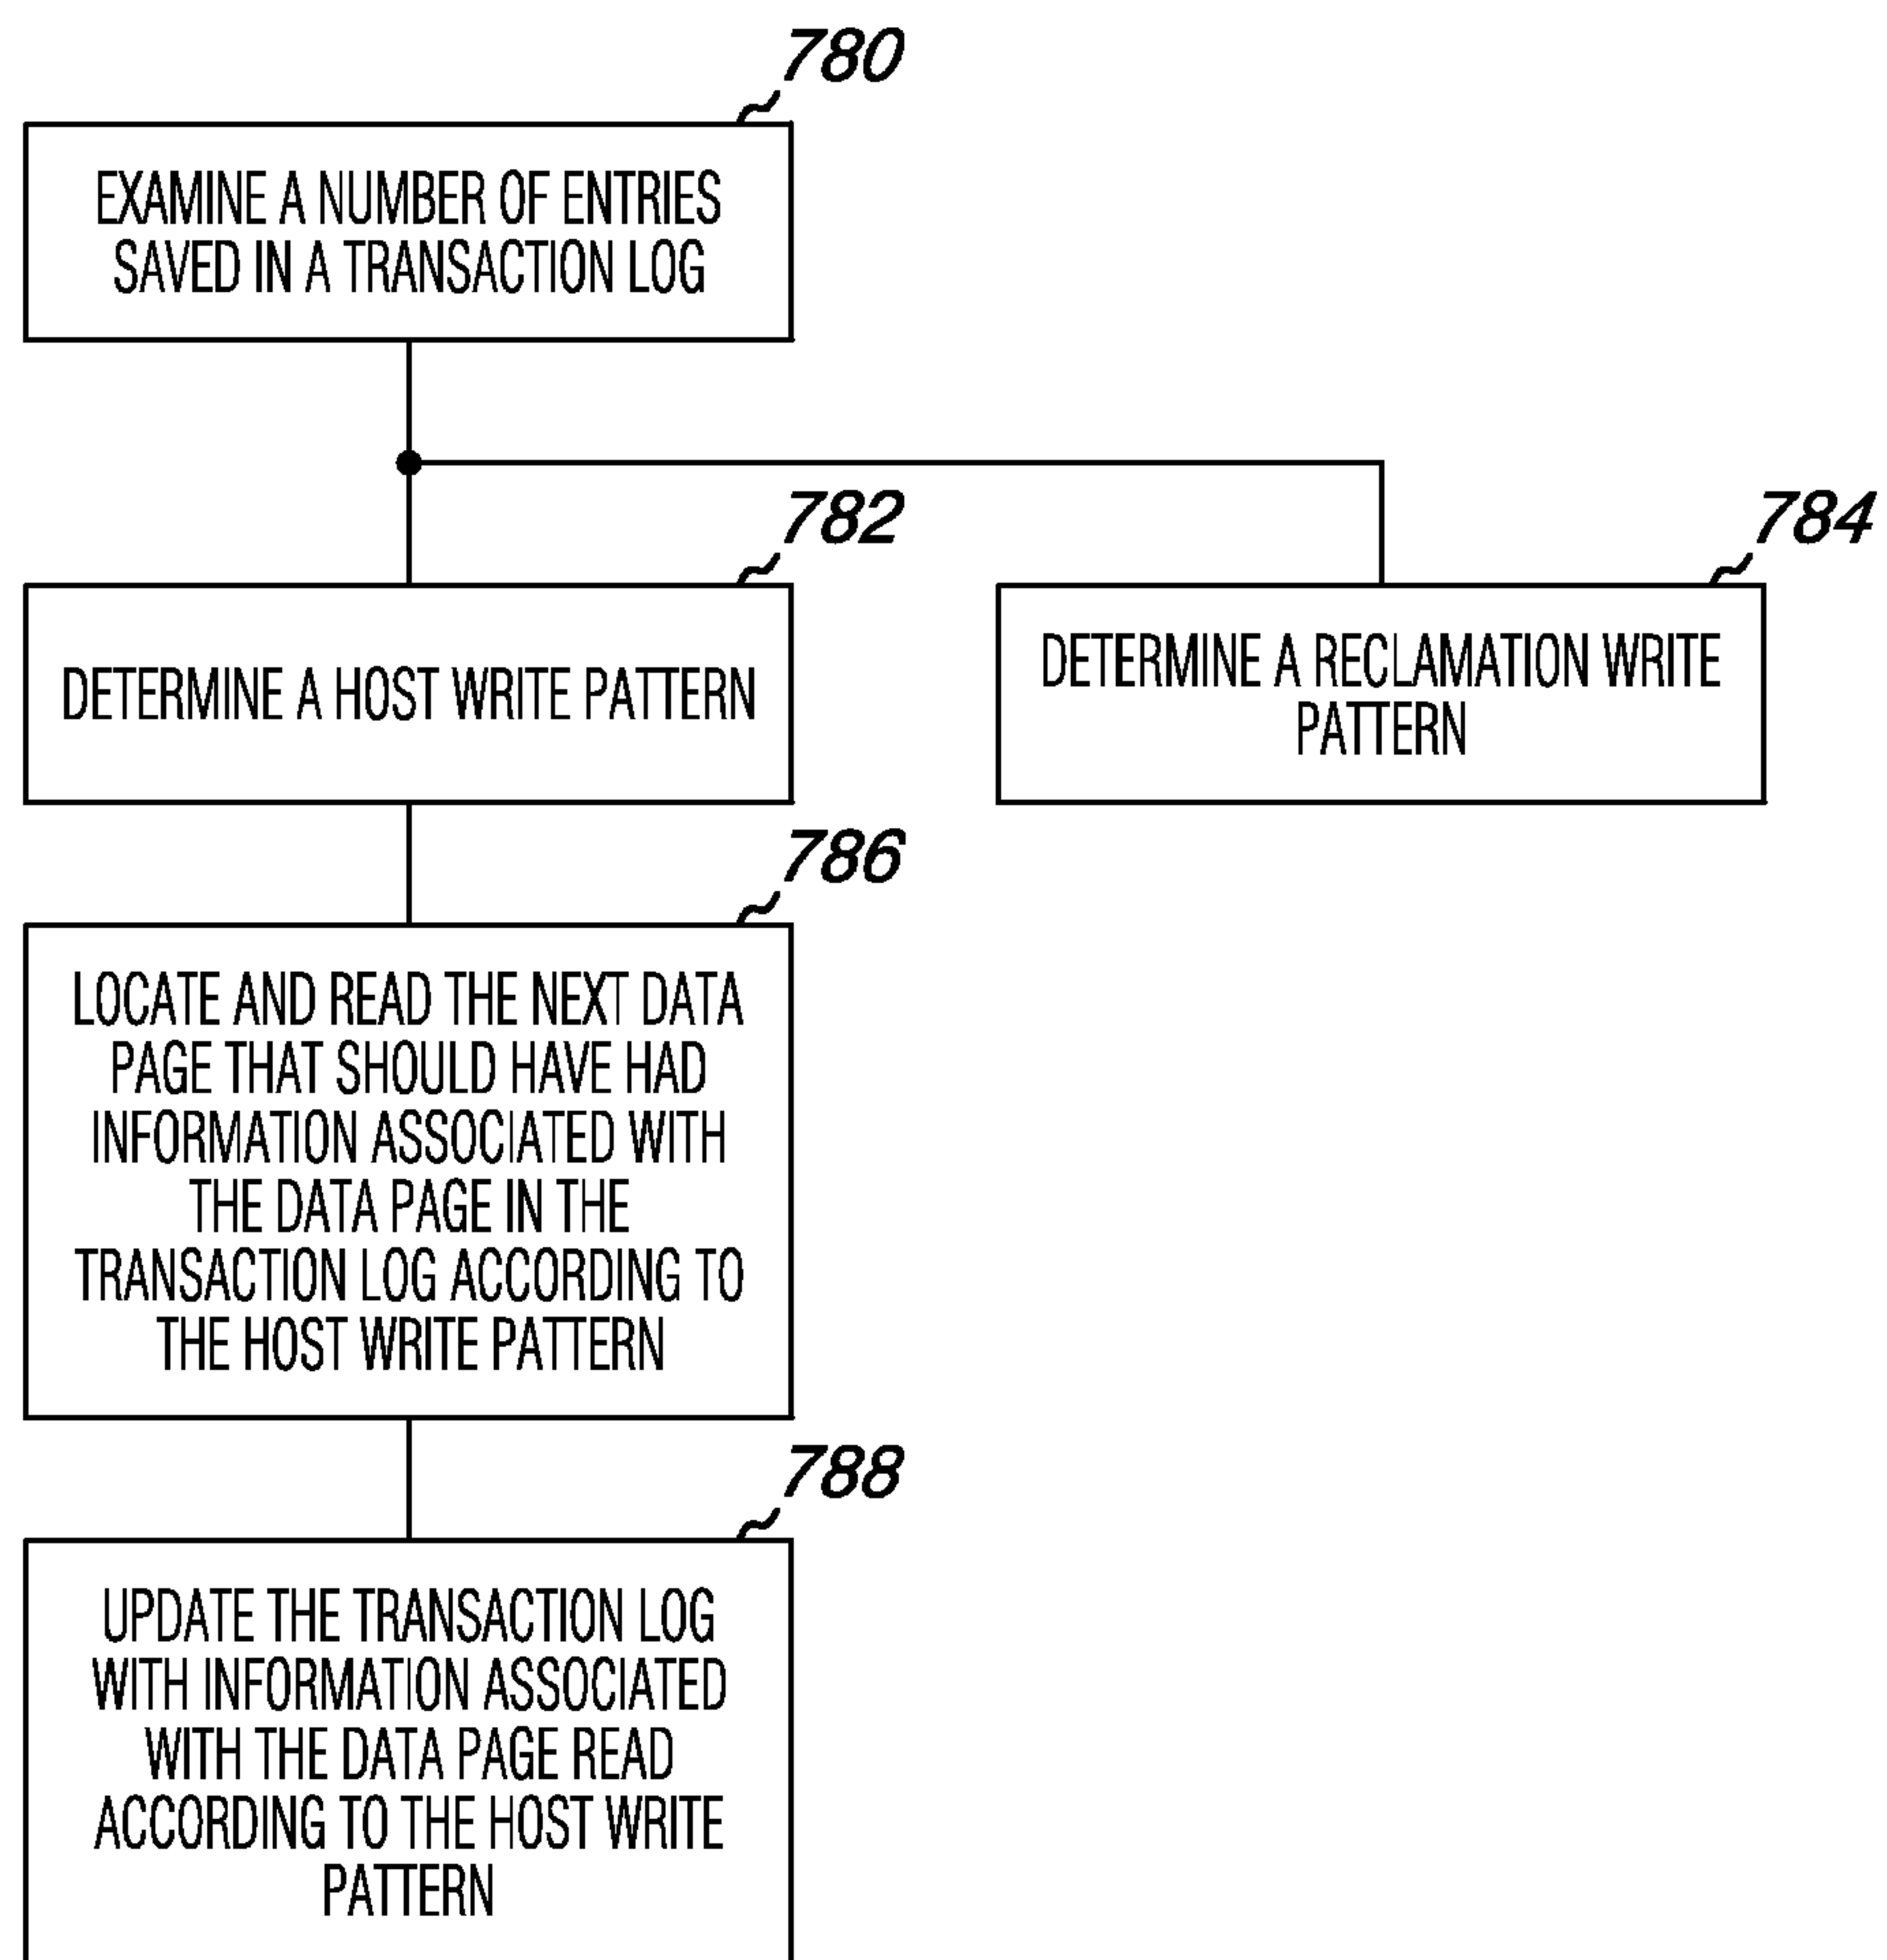 780
EXAMINE A NUMBER OF ENTRIES
SAVED IN A TRANSACTION LOG
782
DETERMINE A HOST WRITE PATTERN
784
DETERMINE A RECLAMATION WRITE
PATTERN
786
LOCATE AND READ THE NEXT DATA
PAGE THAT SHOULD HAVE HAD
INFORMATION ASSOCIATED WITH
THE DATA PAGE IN THE
TRANSACTION LOG ACCORDING TO
THE HOST WRITE PATTERN
788
UPDATE THE TRANSACTION LOG
WITH INFORMATION ASSOCIATED
WITH THE DATA PAGE READ
ACCORDING TO THE HOST WRITE
PATTERN